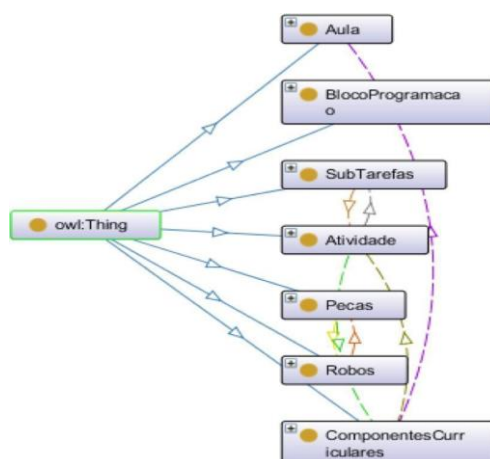 Aula
BlocoProgramaca
o
SubTarefas
owl:Thing
Atividade
Pecas
Robos
ComponentesCurr
iculares